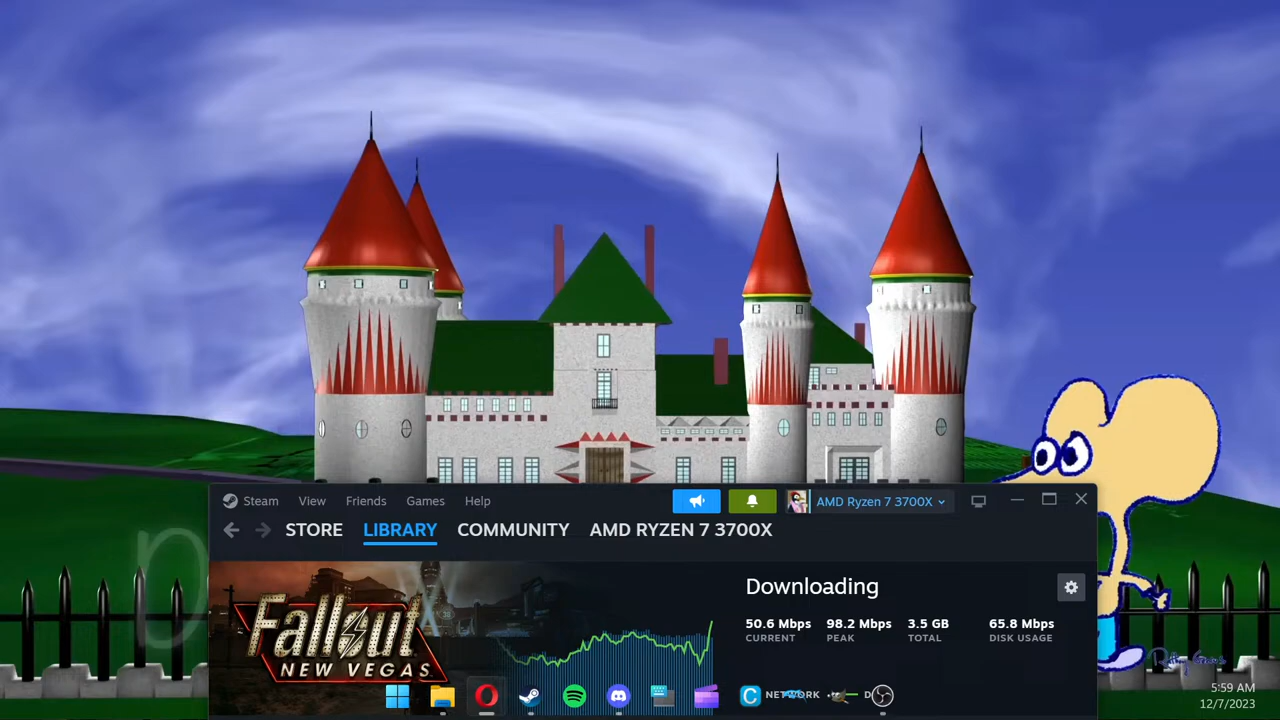 Steam View Friends Games Help AMD Ryzen 7 3700X
STORE LIBRARY COMMUNITY AMD RYZEN 7 3700X
Fallout
NEW VEGAS
Downloading
50.6 Mbps 98.2 Mbps 3.5 GB 65.8 Mbps
CURRENT PEAK TOTAL DISK USAGE
NETWORK
5:59 AM
12/7/2023